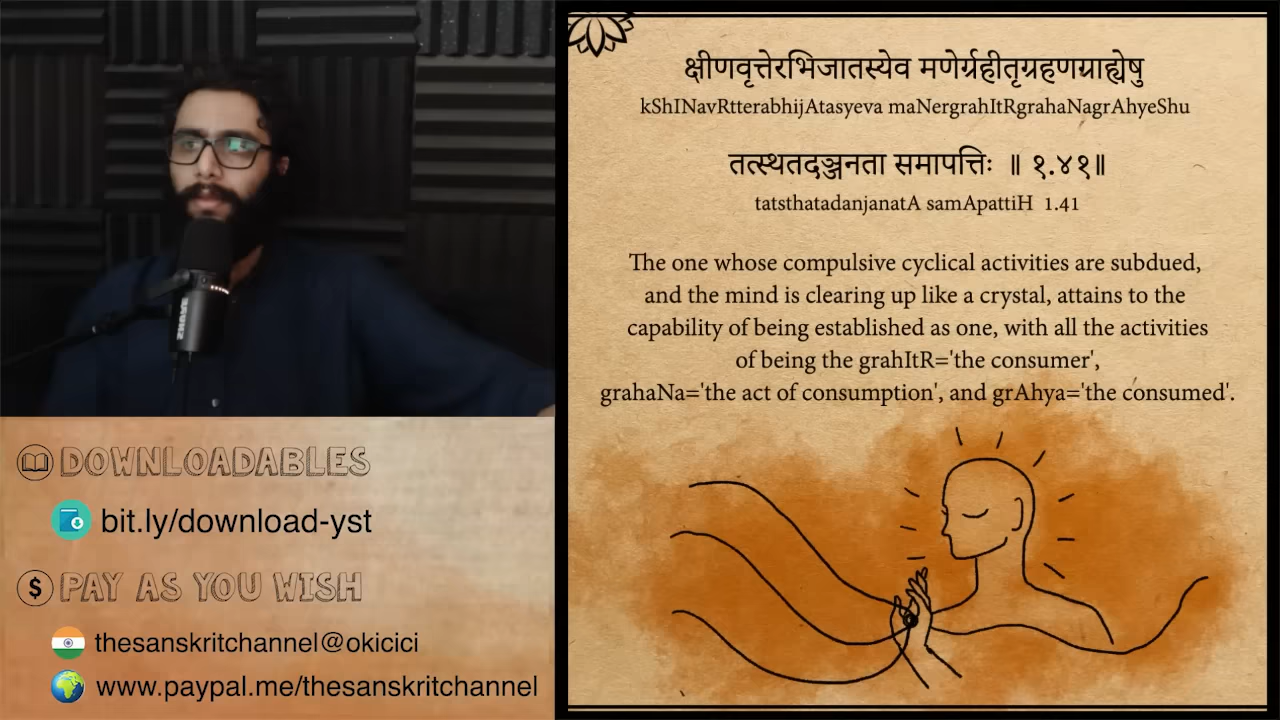 क्षीणवृत्तेरभिजातस्येव मणेर्ग्रहीतृग्रहणग्राह्येषु
kShINavRtterabhijAtasyeva maNergrahItRgrahaNagrAhyeShu
तत्स्थतदञ्जनता समापत्तिः ॥ १.४१॥
tatsthatadanjanatA samApattiH 1.41
The one whose compulsive cyclical activities are subdued,
and the mind is clearing up like a crystal, attains to the
capability of being established as one, with all the activities
of being the grahItR='the consumer',
grahaNa='the act of consumption', and grAhya='the consumed'.
DOWNLOADABLES
bit.ly/download-yst
$ PAY AS YOU WISH
thesanskritchannel@okicici
www.paypal.me/thesanskritchannel